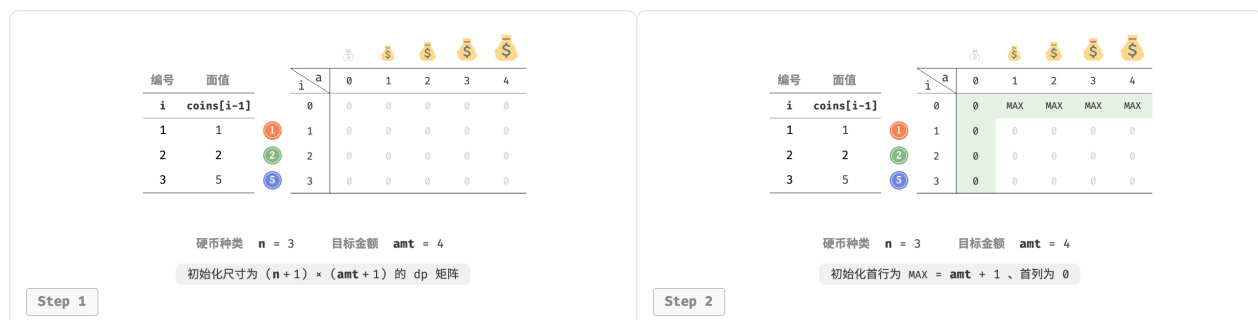 编号 面值
i coins[i-1]
1 1 1
2 2 2
3 5 5
$ $ $ $ $
i a 0 1 2 3 4
0 0 0 0 0 0
1 0 0 0 0 0
2 0 0 0 0 0
3 0 0 0 0 0
硬币种类 n = 3 目标金额 amt = 4
初始化尺寸为 (n + 1) × (amt + 1) 的 dp 矩阵
Step 1
编号 面值
i coins[i-1]
1 1 1
2 2 2
3 5 5
$ $ $ $ $
i a 0 1 2 3 4
0 0 MAX MAX MAX MAX
1 0 0 0 0 0
2 0 0 0 0 0
3 0 0 0 0 0
硬币种类 n = 3 目标金额 amt = 4
初始化首行为 MAX = amt + 1 、首列为 0
Step 2